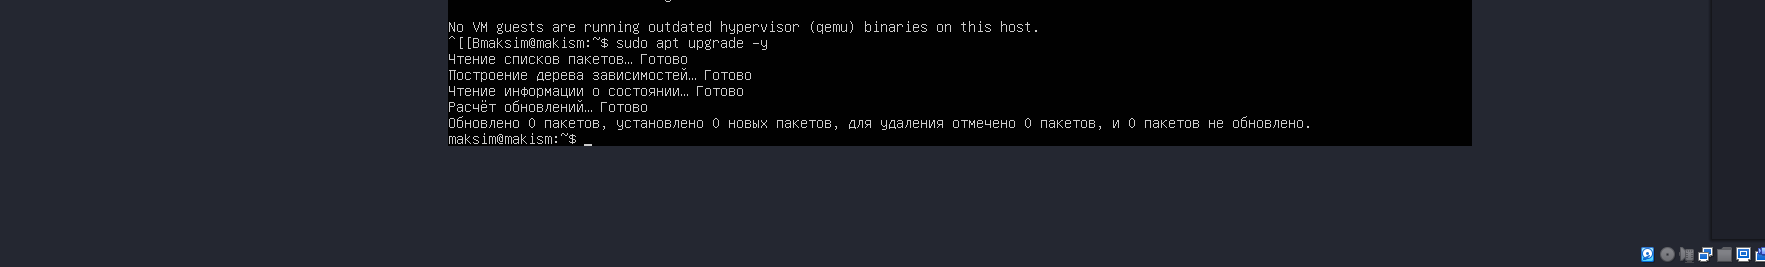 No VM guests are running outdated hypervisor (qemu) binaries on this host.
^[[Bmaksim@makism:~$ sudo apt upgrade -y
Чтение списков пакетов… Готово
Построение дерева зависимостей… Готово
Чтение информации о состоянии… Готово
Расчёт обновлений… Готово
Обновлено 0 пакетов, установлено 0 новых пакетов, для удаления отмечено 0 пакетов, и 0 пакетов не обновлено.
maksim@makism:~$ _